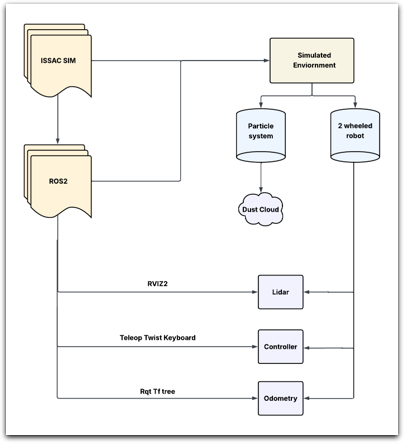 ISSAC SIM
Simulated
Enviornment
Particle
system
2 wheeled
robot
ROS2
Dust Cloud
RVIZ2
Lidar
Teleop Twist Keyboard
Controller
Rqt Tf tree
Odometry